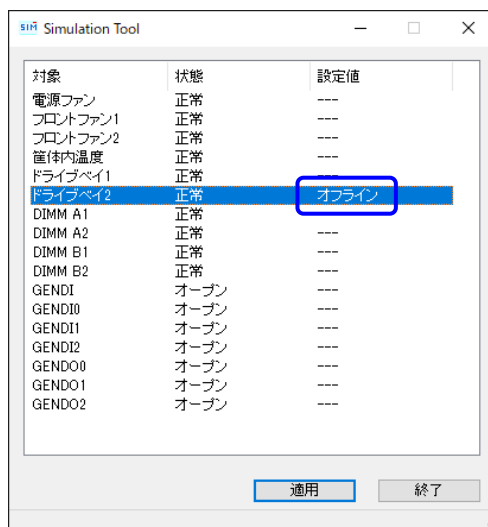 SIM Simulation Tool
対象 状態 設定値
電源ファン 正常 ---
フロントファン1 正常 ---
フロントファン2 正常 ---
筐体内温度 正常 ---
ドライブベイ1 正常 ---
ドライブベイ2 正常 オフライン
DIMM A1 正常 ---
DIMM A2 正常 ---
DIMM B1 正常 ---
DIMM B2 正常 ---
GENDI オープン ---
GENDI0 オープン ---
GENDI1 オープン ---
GENDI2 オープン ---
GENDO0 オープン ---
GENDO1 オープン ---
GENDO2 オープン ---
適用 終了